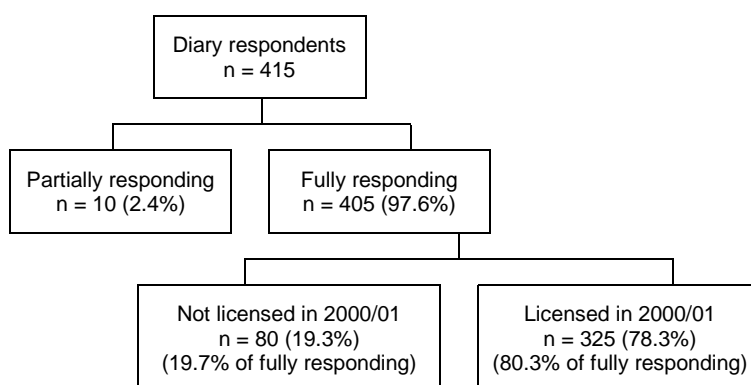 Diary respondents
n = 415
Partially responding
n = 10 (2.4%)
Fully responding
n = 405 (97.6%)
Not licensed in 2000/01
n = 80 (19.3%)
(19.7% of fully responding)
Licensed in 2000/01
n = 325 (78.3%)
(80.3% of fully responding)